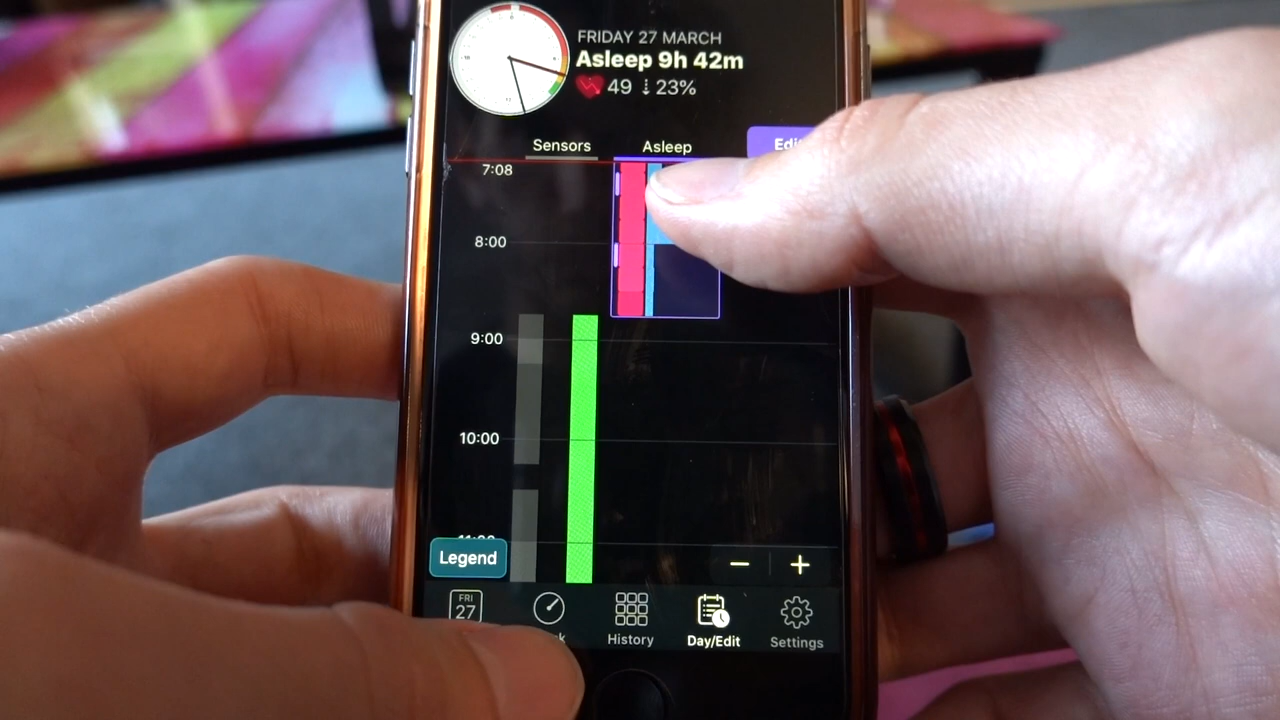 FRIDAY 27 MARCH
Asleep 9h 42m
49 ⇣ 23%
Sensors Asleep
7:08
8:00
9:00
10:00
Legend − +
FRI
27
History Day/Edit Settings